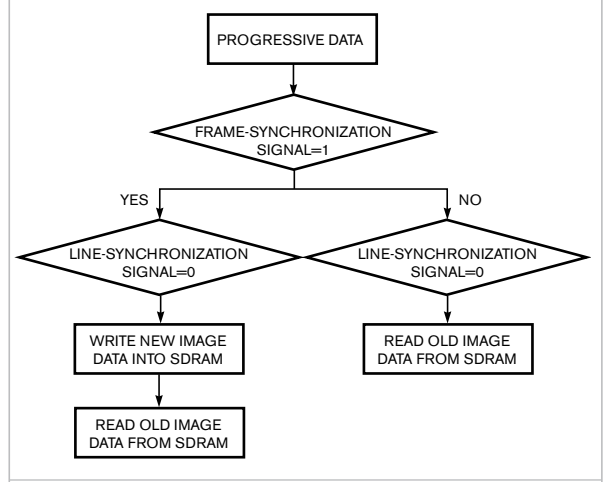 PROGRESSIVE DATA
FRAME-SYNCHRONIZATION
SIGNAL=1
YES
NO
LINE-SYNCHRONIZATION
SIGNAL=0
LINE-SYNCHRONIZATION
SIGNAL=0
WRITE NEW IMAGE
DATA INTO SDRAM
READ OLD IMAGE
DATA FROM SDRAM
READ OLD IMAGE
DATA FROM SDRAM